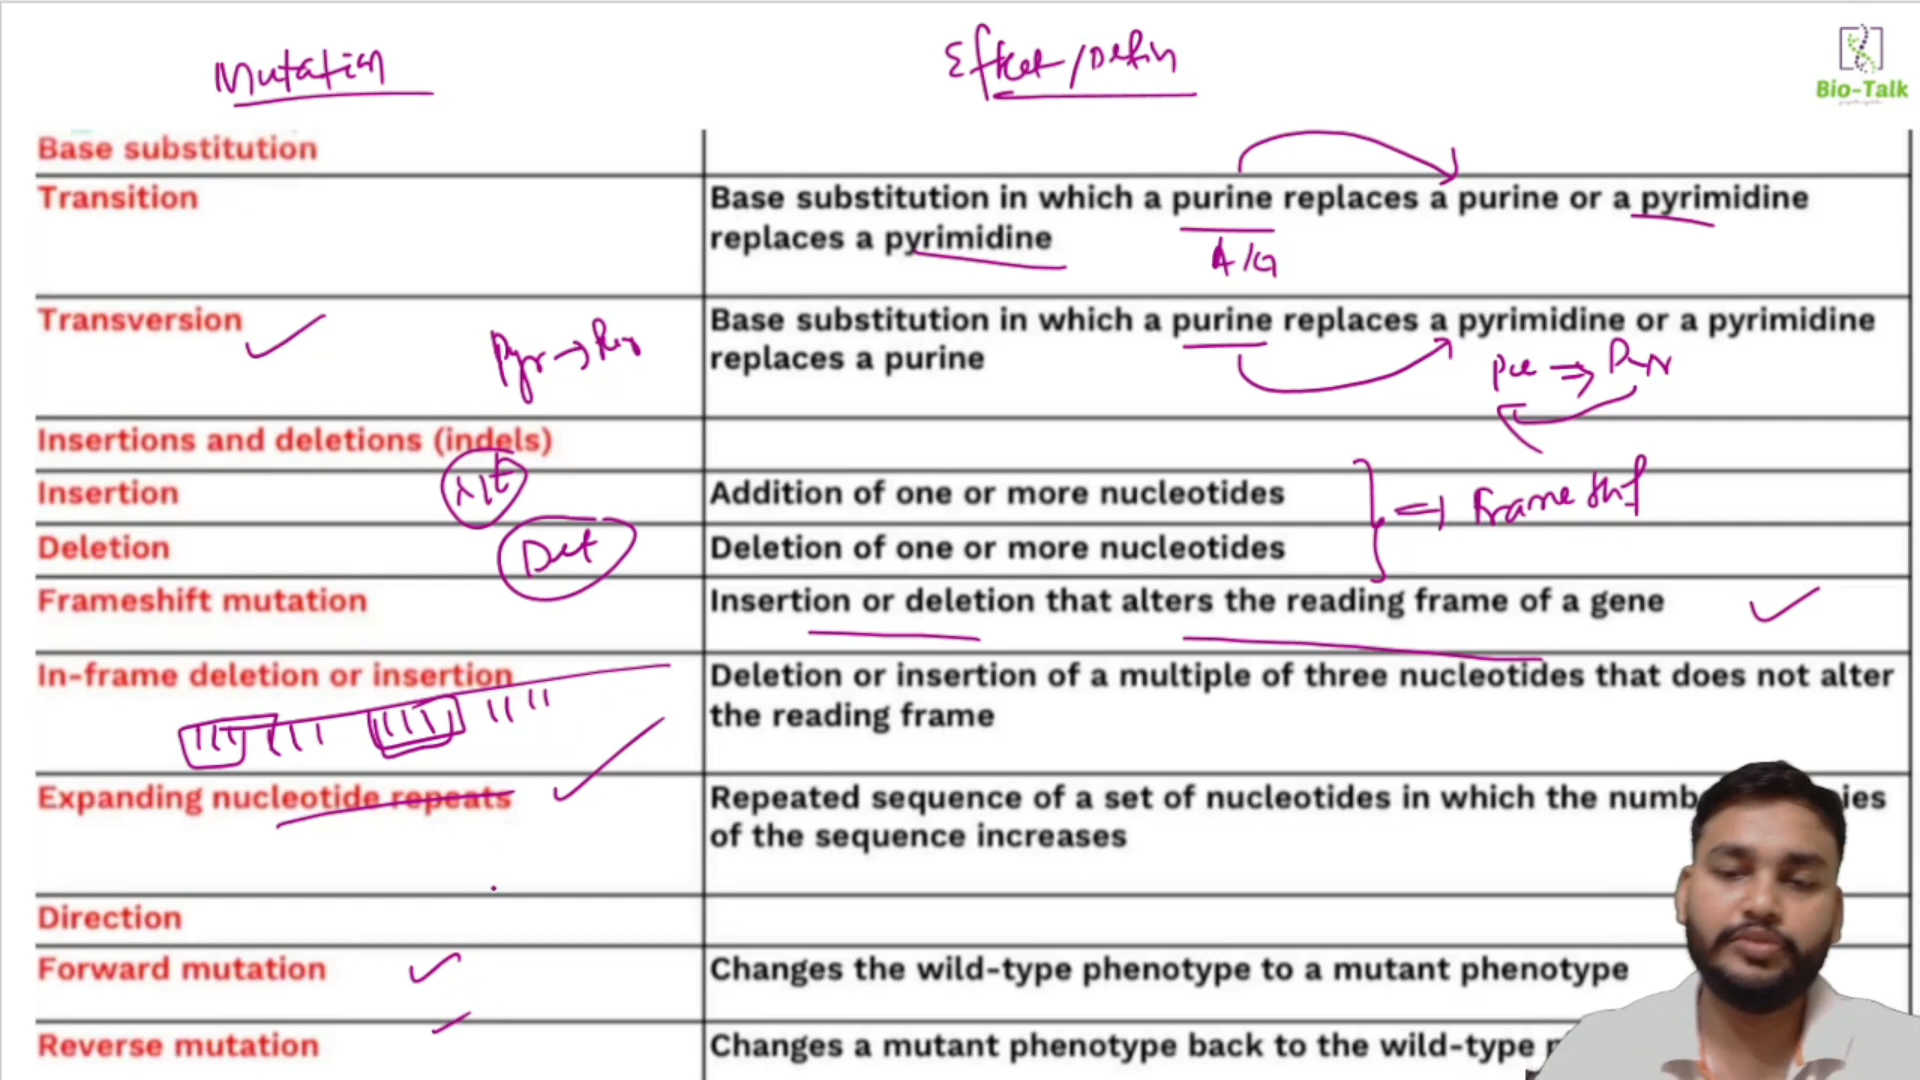 Mutation
Effect/Defin
Bio-Talk
Base substitution
Transition
Base substitution in which a purine replaces a purine or a pyrimidine
replaces a pyrimidine
A/G
Transversion
Pyr → Pur
Base substitution in which a purine replaces a pyrimidine or a pyrimidine
replaces a purine
Insertions and deletions (indels)
Insertion
Addition of one or more nucleotides
Frame shif
Deletion
Deletion of one or more nucleotides
Frameshift mutation
Insertion or deletion that alters the reading frame of a gene
In-frame deletion or insertion
Deletion or insertion of a multiple of three nucleotides that does not alter
the reading frame
Expanding nucleotide repeats
Repeated sequence of a set of nucleotides in which the numb ies
of the sequence increases
Direction
Forward mutation
Changes the wild-type phenotype to a mutant phenotype
Reverse mutation
Changes a mutant phenotype back to the wild-type